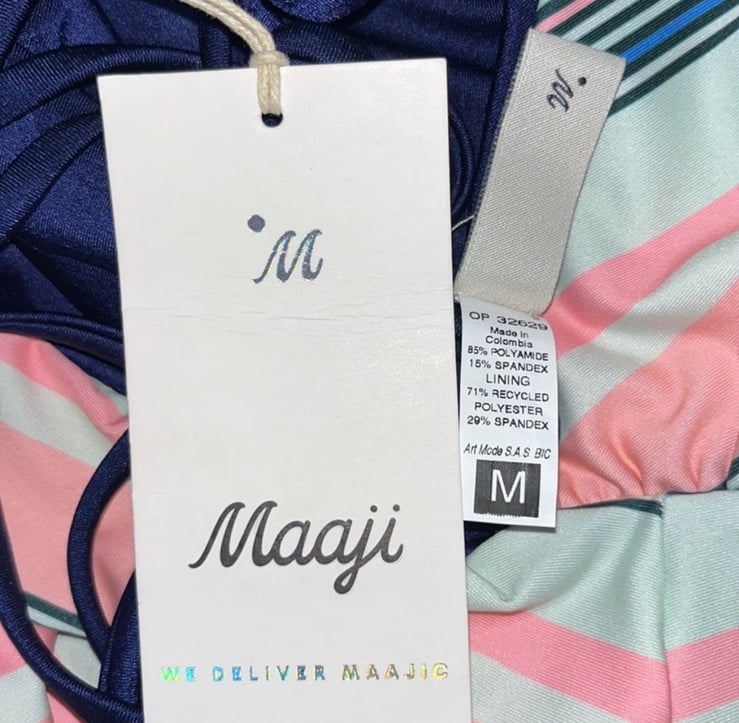 M
Maaji
WE DELIVER MAAJIC
M
OP 32629
Made in
Colombia
85% POLYAMIDE
15% SPANDEX
LINING
71% RECYCLED
POLYESTER
29% SPANDEX
Art Mode S.A.S. BIC
M